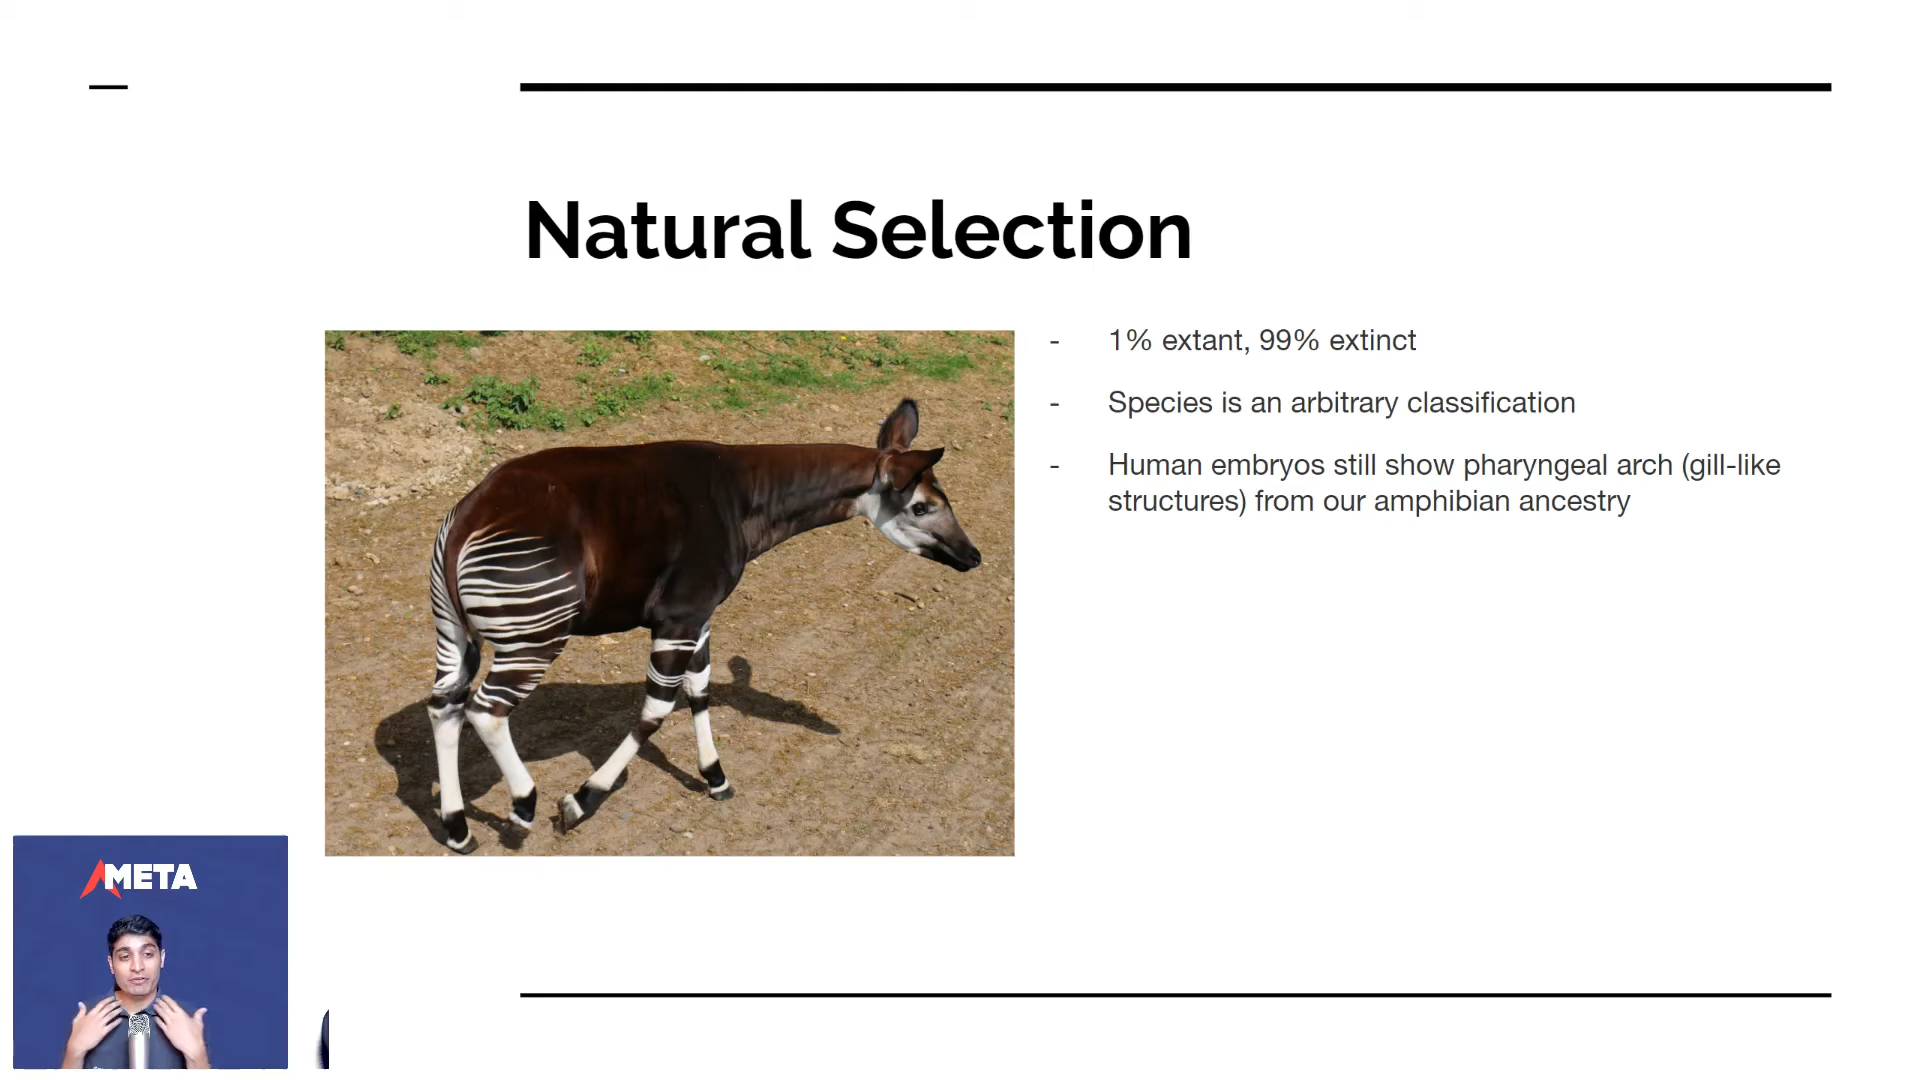 Natural Selection
- 1% extant, 99% extinct
- Species is an arbitrary classification
- Human embryos still show pharyngeal arch (gill-like
structures) from our amphibian ancestry
META